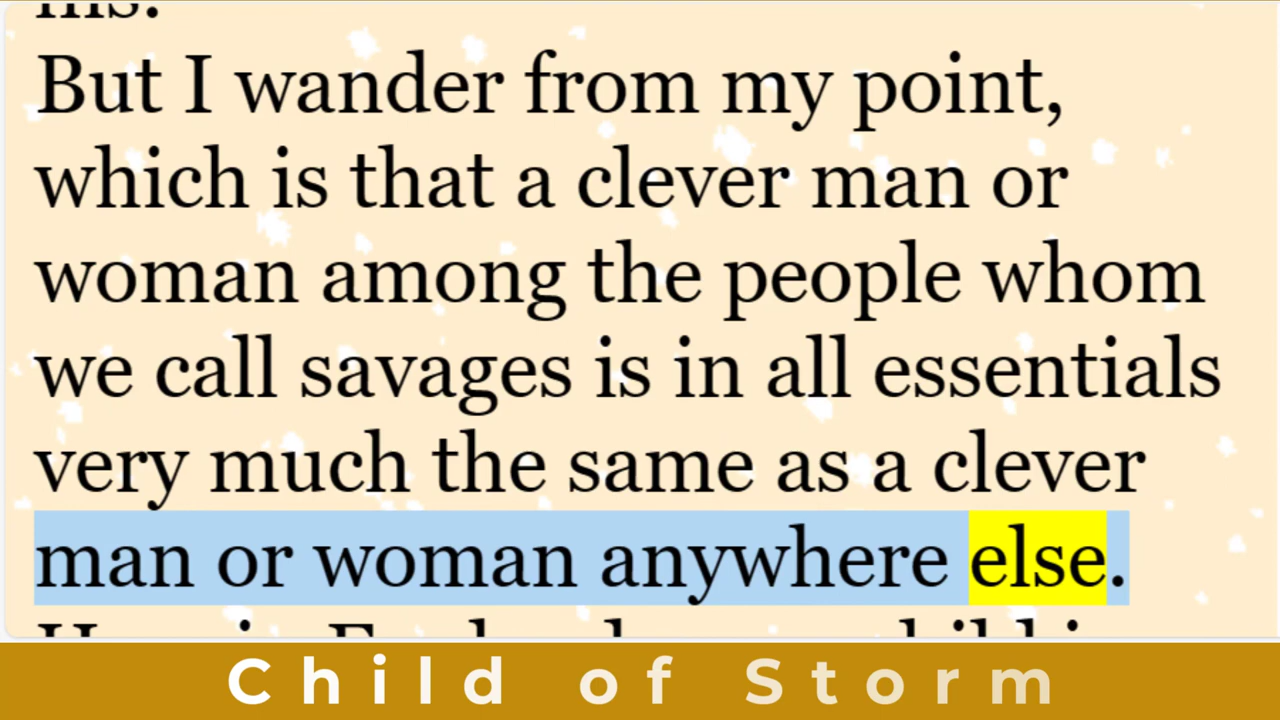 But I wander from my point,
which is that a clever man or
woman among the people whom
we call savages is in all essentials
very much the same as a clever
man or woman anywhere else.
Child of Storm